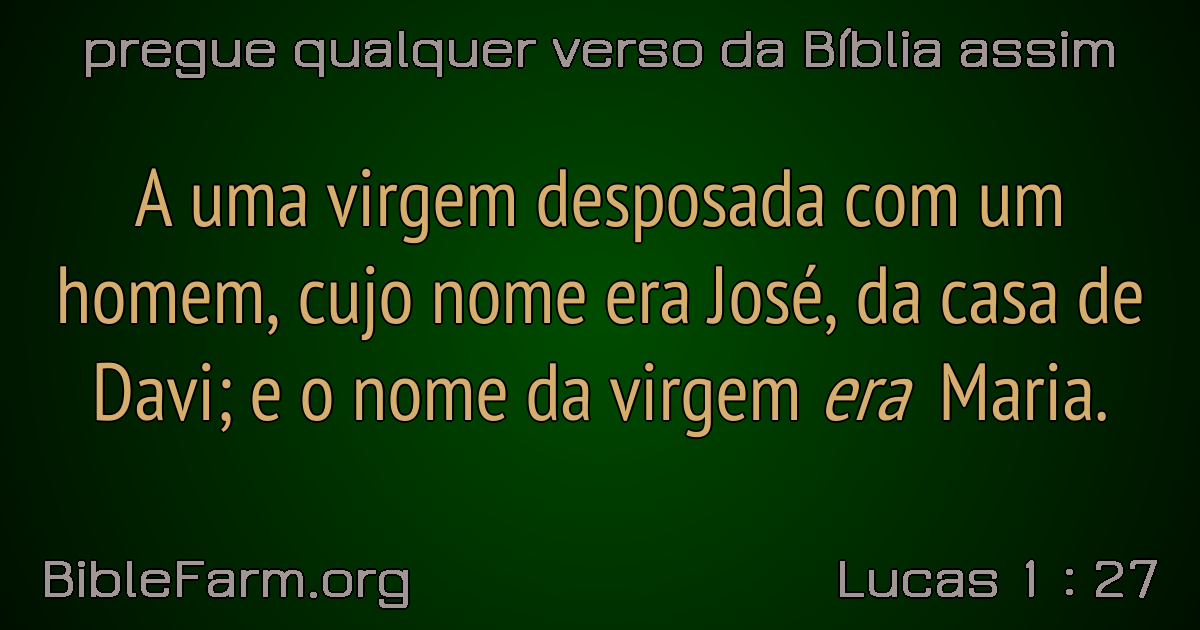 pregue qualquer verso da Bíblia assim
A uma virgem desposada com um
homem, cujo nome era José, da casa de
Davi; e o nome da virgem era Maria.
BibleFarm.org
Lucas 1 : 27